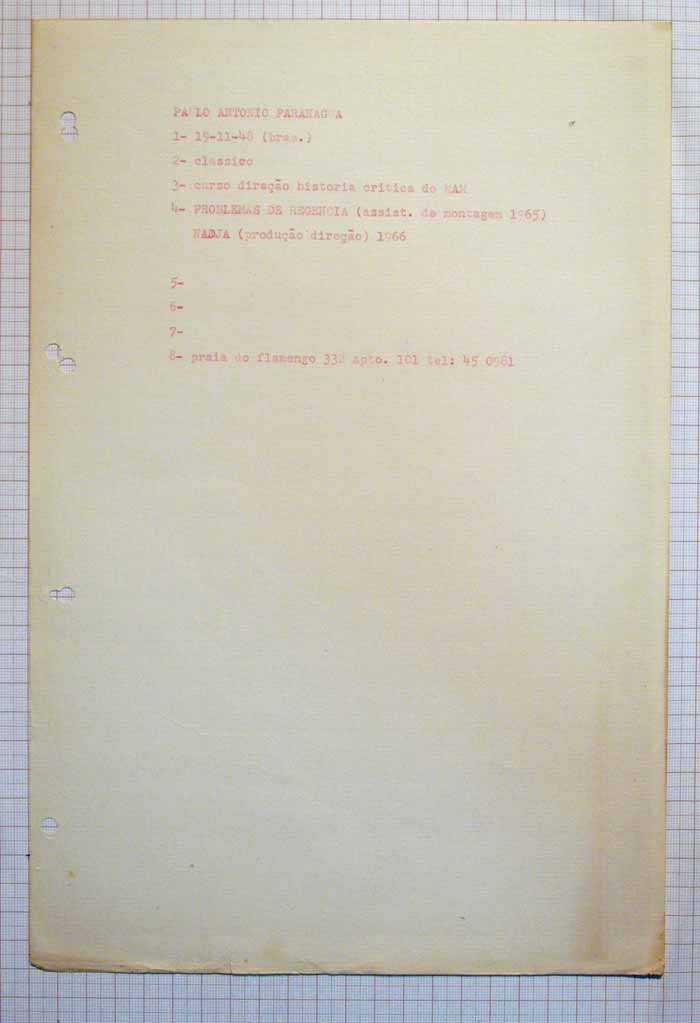 PAULO ANTONIO PARANAGUA
1- 19-11-48 (bras.)
2- classico
3- curso direção historia critica do MAM
4- PROBLEMAS DE REGENCIA (assist. de montagem 1965)
NADJA (produção direção) 1966
5-
6-
7-
8- praia do flamengo 332 apto. 101 tel: 45 0981